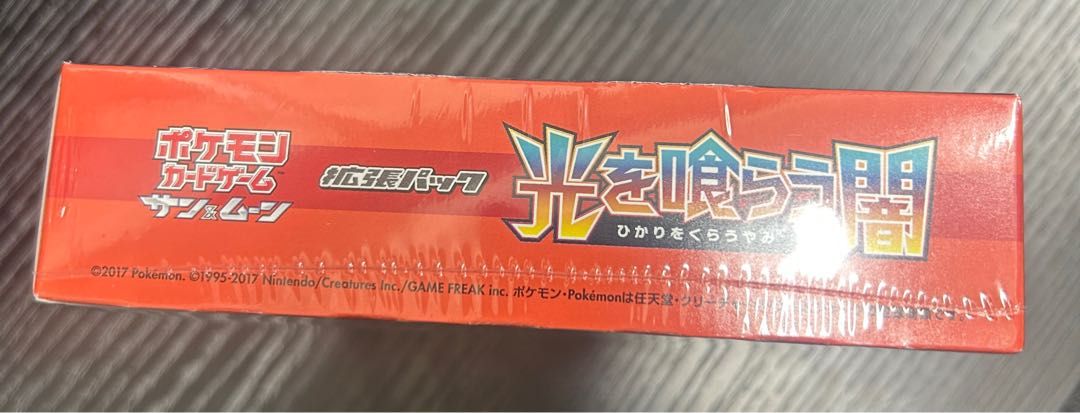 ポケモン
カードゲーム™
サン&ムーン
拡張パック
光を喰らう闇
ひかりをくらうやみ
©2017 Pokémon. ©1995-2017 Nintendo/Creatures Inc./GAME FREAK inc. ポケモン・Pokémonは任天堂・クリーチ